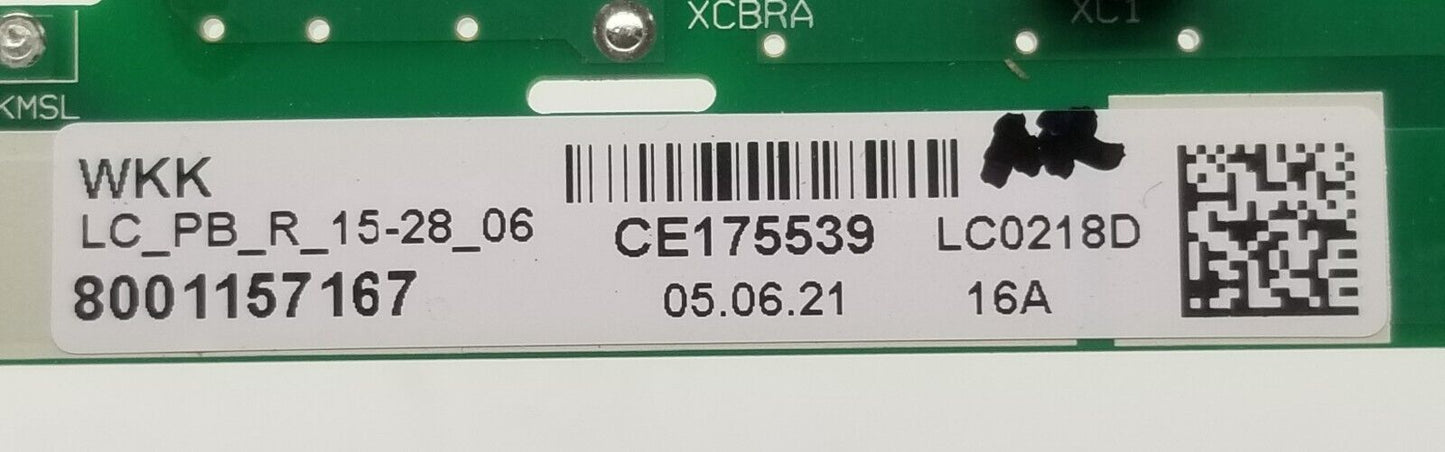 XCBRA
XC1
KMSL
WKK
LC_PB_R_15-28_06
8001157167
CE175539
05.06.21
LC0218D
16A